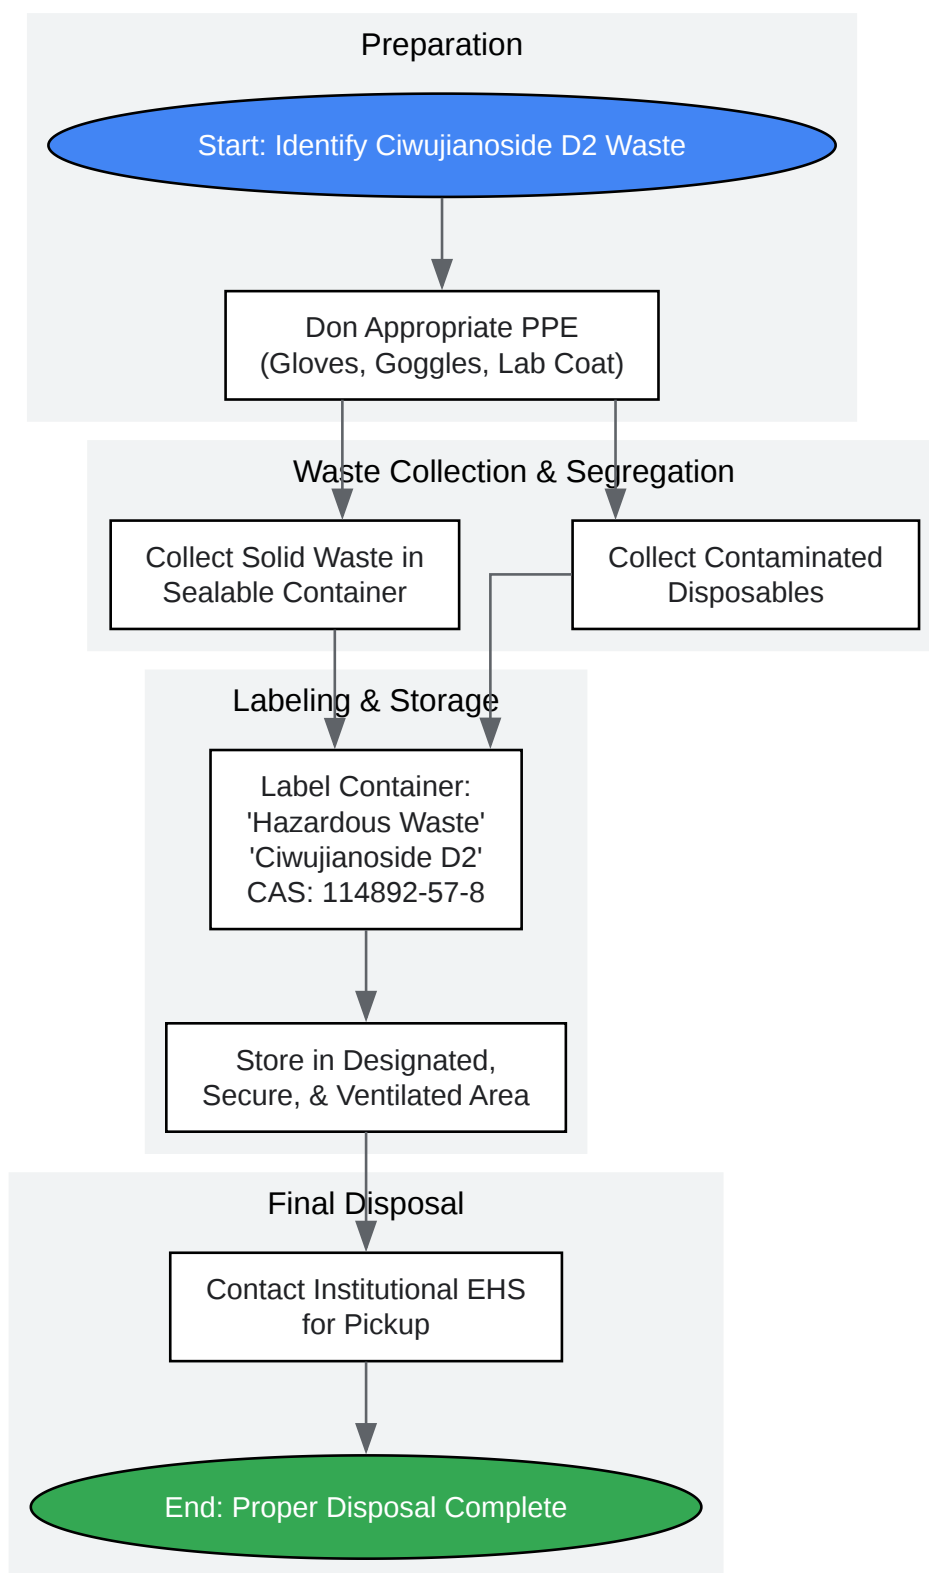 Preparation
Start: Identify Ciwujianoside D2 Waste
Don Appropriate PPE
(Gloves, Goggles, Lab Coat)
Waste Collection & Segregation
Collect Solid Waste in
Sealable Container
Collect Contaminated
Disposables
Labeling & Storage
Label Container:
'Hazardous Waste'
'Ciwujianoside D2'
CAS: 114892-57-8
Store in Designated,
Secure, & Ventilated Area
Final Disposal
Contact Institutional EHS
for Pickup
End: Proper Disposal Complete